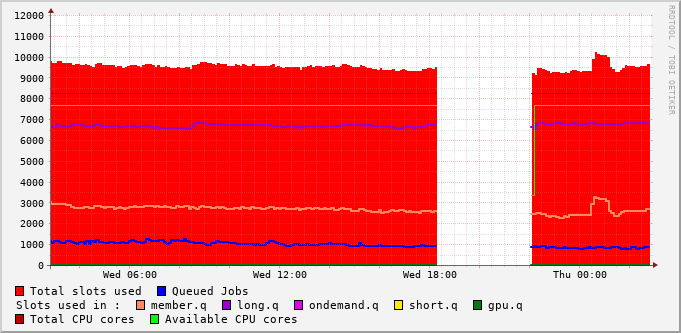 12000
11000
10000
9000
8000
7000
6000
5000
4000
3000
2000
1000
0
Wed 06:00 Wed 12:00 Wed 18:00 Thu 00:00
RRDTOOL / TOBI OETIKER
Total slots used Queued Jobs
Slots used in : member.q long.q ondemand.q short.q gpu.q
Total CPU cores Available CPU cores